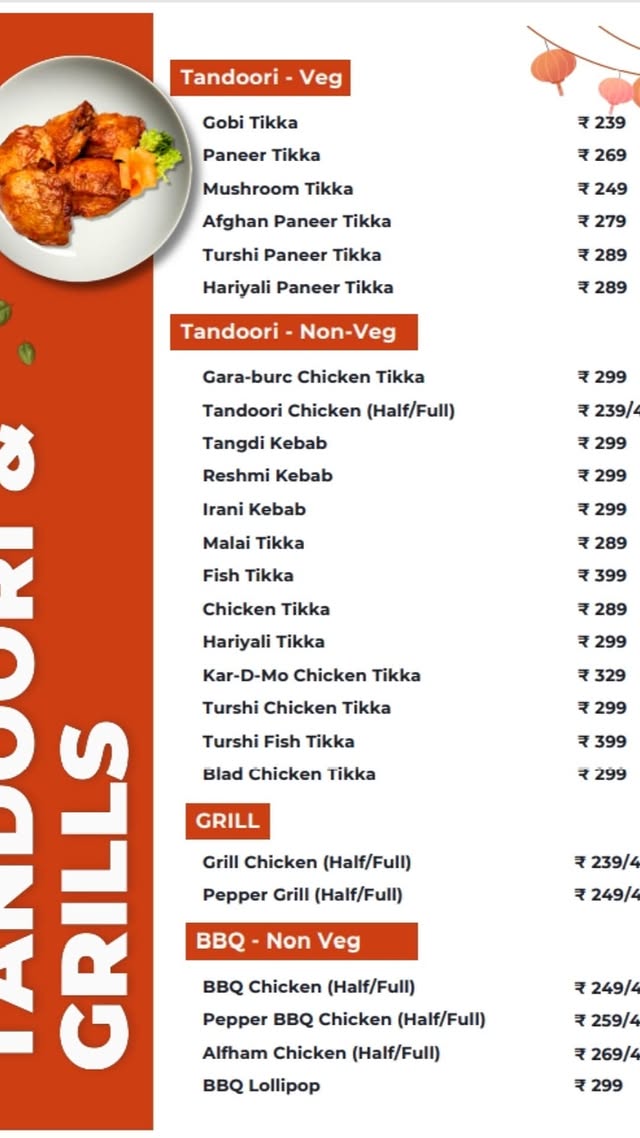 TANDOORI &
GRILLS
Tandoori - Veg
Gobi Tikka ₹ 239
Paneer Tikka ₹ 269
Mushroom Tikka ₹ 249
Afghan Paneer Tikka ₹ 279
Turshi Paneer Tikka ₹ 289
Hariyali Paneer Tikka ₹ 289
Tandoori - Non-Veg
Gara-burc Chicken Tikka ₹ 299
Tandoori Chicken (Half/Full) ₹ 239/4
Tangdi Kebab ₹ 299
Reshmi Kebab ₹ 299
Irani Kebab ₹ 299
Malai Tikka ₹ 289
Fish Tikka ₹ 399
Chicken Tikka ₹ 289
Hariyali Tikka ₹ 299
Kar-D-Mo Chicken Tikka ₹ 329
Turshi Chicken Tikka ₹ 299
Turshi Fish Tikka ₹ 399
Blad Chicken Tikka ₹ 299
GRILL
Grill Chicken (Half/Full) ₹ 239/4
Pepper Grill (Half/Full) ₹ 249/4
BBQ - Non Veg
BBQ Chicken (Half/Full) ₹ 249/4
Pepper BBQ Chicken (Half/Full) ₹ 259/4
Alfham Chicken (Half/Full) ₹ 269/4
BBQ Lollipop ₹ 299